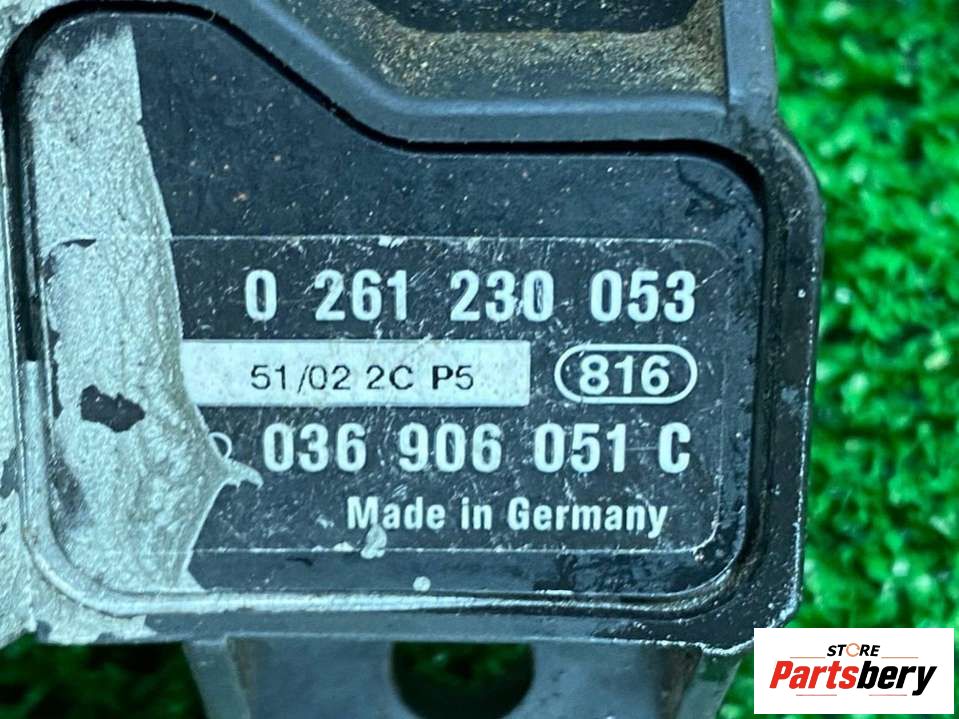 0 261 230 053
51/02 2C P5 816
036 906 051 C
Made in Germany
STORE
Partsbery